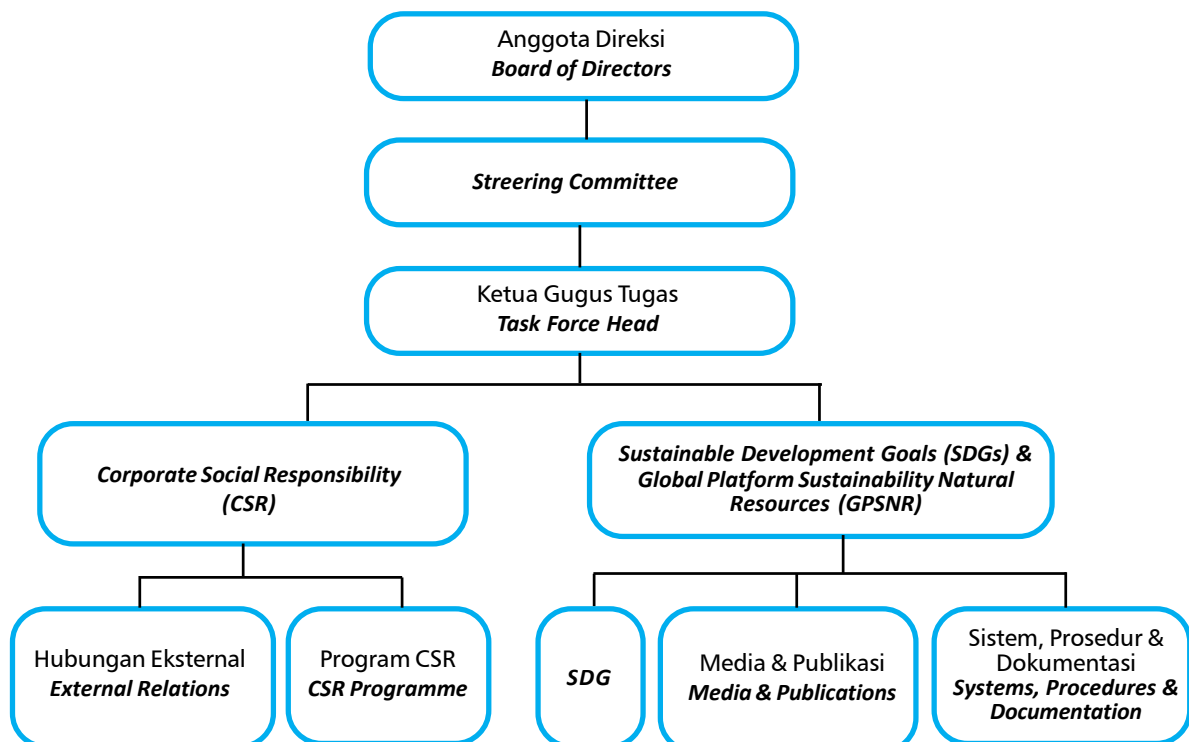 Anggota Direksi
Board of Directors
Streering Committee
Ketua Gugus Tugas
Task Force Head
Corporate Social Responsibility
(CSR)
Sustainable Development Goals (SDGs) &
Global Platform Sustainability Natural
Resources (GPSNR)
Hubungan Eksternal
External Relations
Program CSR
CSR Programme
SDG
Media & Publikasi
Media & Publications
Sistem, Prosedur &
Dokumentasi
Systems, Procedures &
Documentation